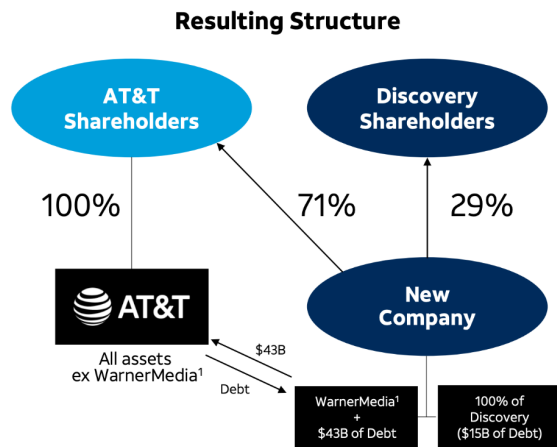 Resulting Structure
AT&T
Shareholders
Discovery
Shareholders
100%
71%
29%
AT&T
New
Company
All assets
ex WarnerMedia¹
$43B
Debt
WarnerMedia¹
+
$43B of Debt
100% of
Discovery
($15B of Debt)